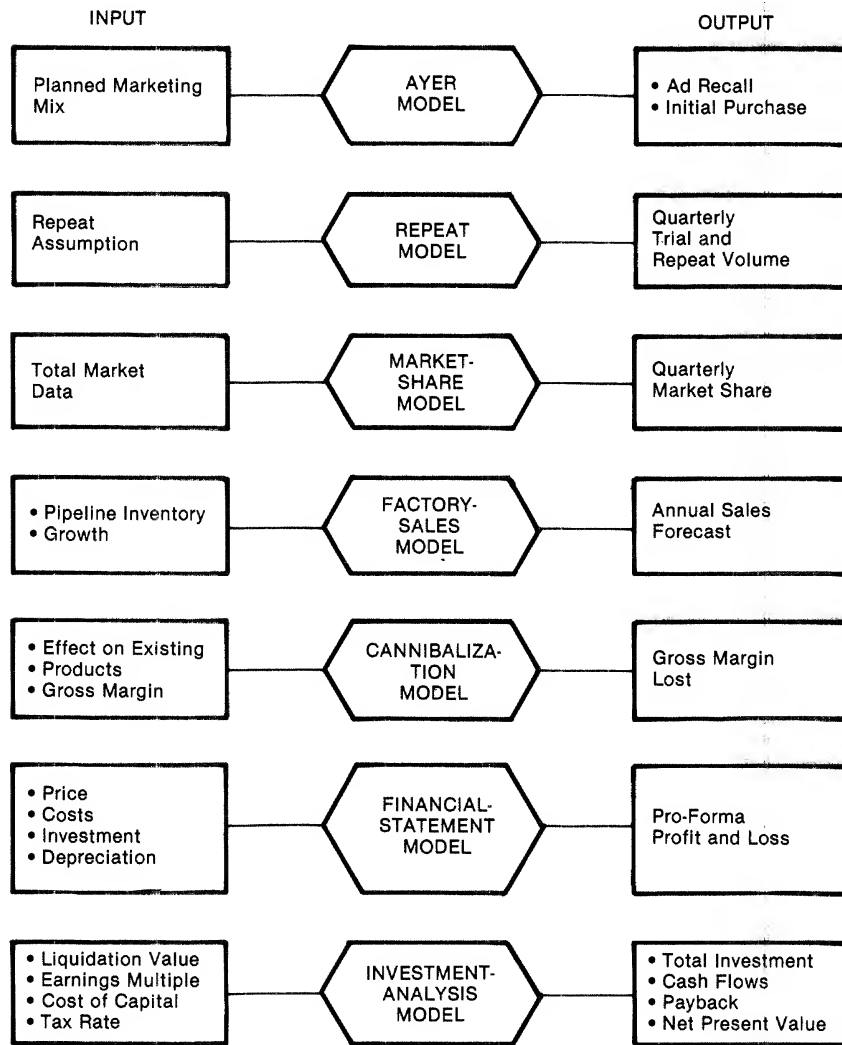 INPUT
OUTPUT
Planned Marketing
Mix
AYER
MODEL
• Ad Recall
• Initial Purchase
Repeat
Assumption
REPEAT
MODEL
Quarterly
Trial and
Repeat Volume
Total Market
Data
MARKET-
SHARE
MODEL
Quarterly
Market Share
• Pipeline Inventory
• Growth
FACTORY-
SALES
MODEL
Annual Sales
Forecast
• Effect on Existing
• Products
• Gross Margin
CANNIBALIZA-
TION
MODEL
Gross Margin
Lost
• Price
• Costs
• Investment
• Depreciation
FINANCIAL-
STATEMENT
MODEL
Pro-Forma
Profit and Loss
• Liquidation Value
• Earnings Multiple
• Cost of Capital
• Tax Rate
INVESTMENT-
ANALYSIS
MODEL
• Total Investment
• Cash Flows
• Payback
• Net Present Value